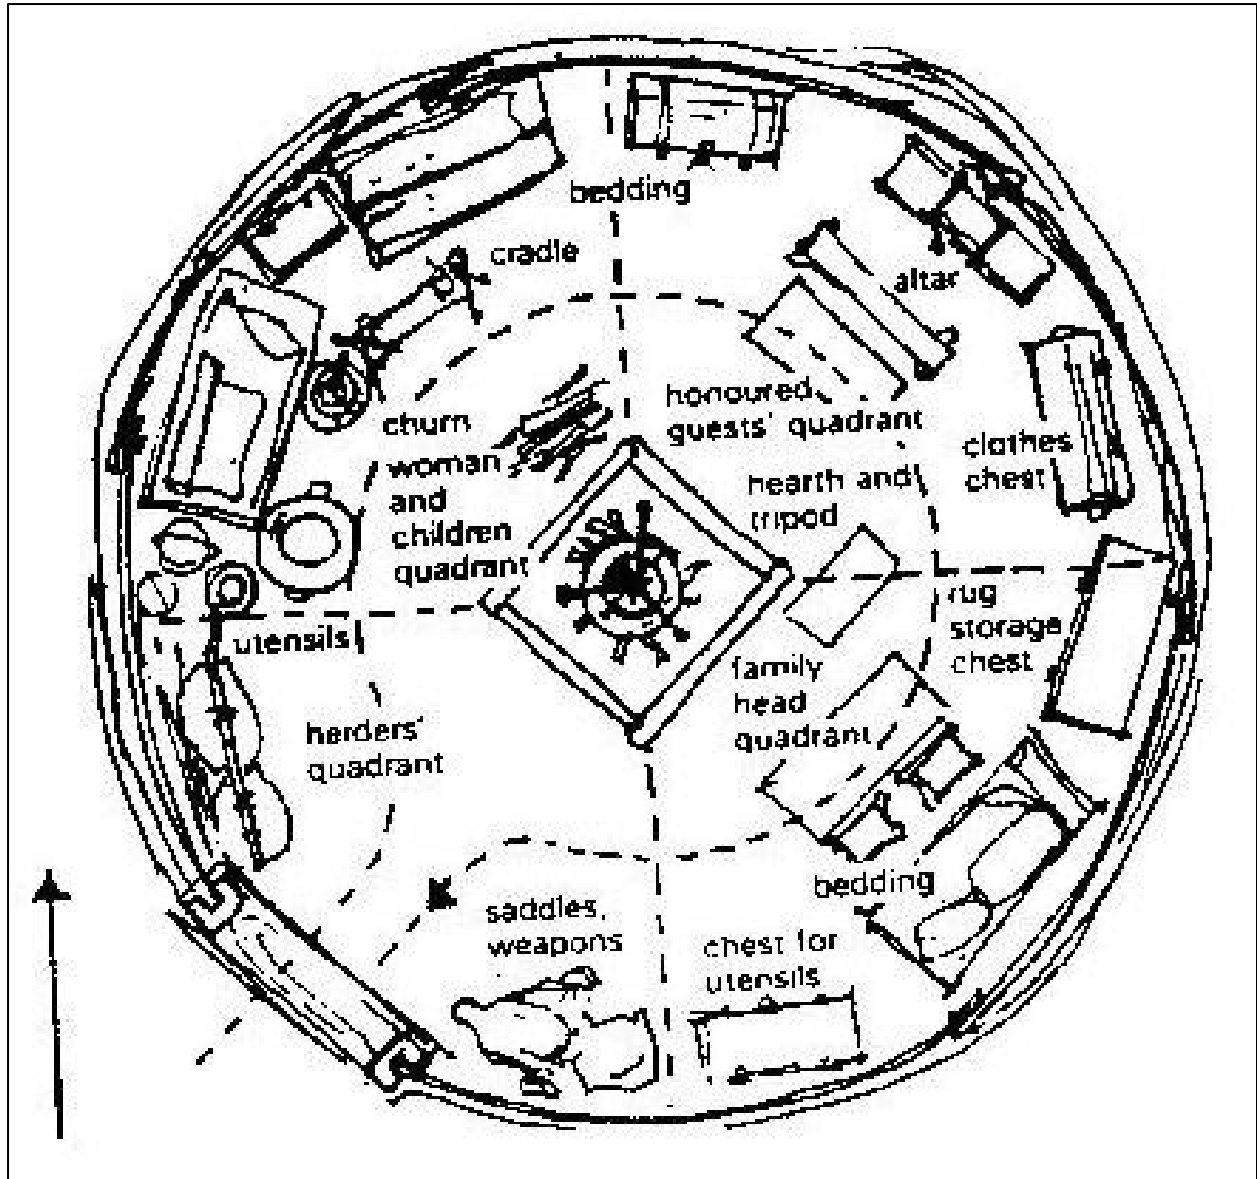 bedding
cradle
altar
churn
woman
and
children
quadrant
honoured
guests' quadrant
clothes
chest
hearth and
tripod
utensils
rug
storage
chest
family
head
quadrant
herders'
quadrant
bedding
saddles,
weapons
chest for
utensils